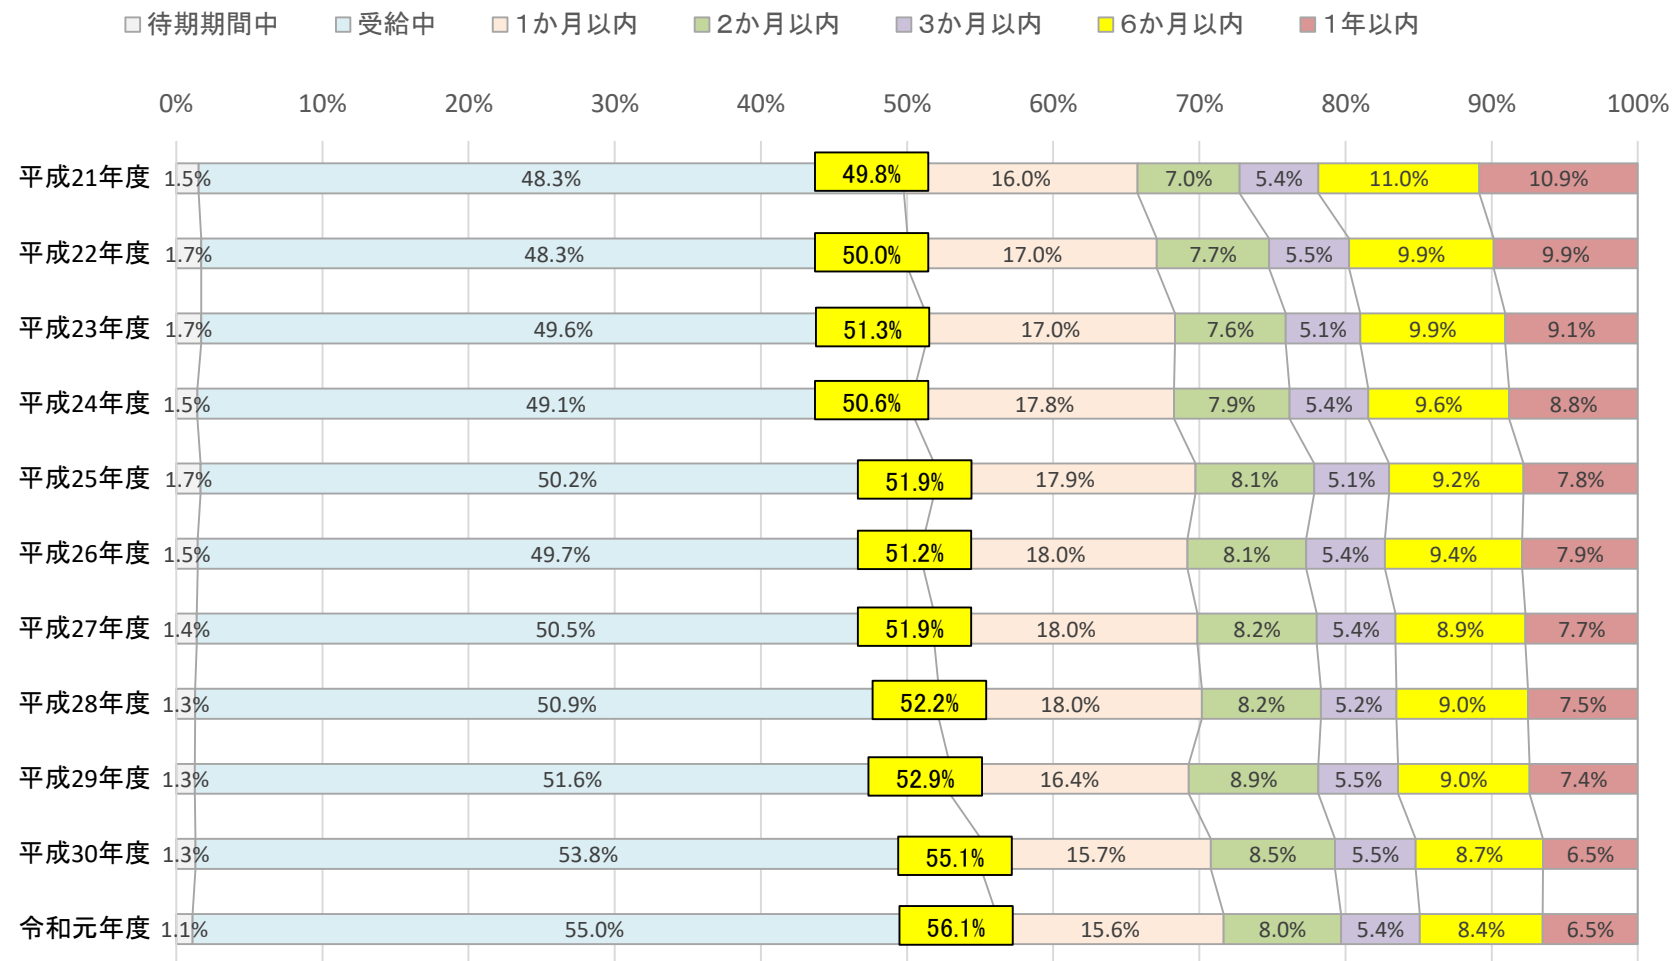 待期期間中 受給中 1か月以内 2か月以内 3か月以内 6か月以内 1年以内
0% 10% 20% 30% 40% 50% 60% 70% 80% 90% 100%
平成21年度 1.5% 48.3% 49.8% 16.0% 7.0% 5.4% 11.0% 10.9%
平成22年度 1.7% 48.3% 50.0% 17.0% 7.7% 5.5% 9.9% 9.9%
平成23年度 1.7% 49.6% 51.3% 17.0% 7.6% 5.1% 9.9% 9.1%
平成24年度 1.5% 49.1% 50.6% 17.8% 7.9% 5.4% 9.6% 8.8%
平成25年度 1.7% 50.2% 51.9% 17.9% 8.1% 5.1% 9.2% 7.8%
平成26年度 1.5% 49.7% 51.2% 18.0% 8.1% 5.4% 9.4% 7.9%
平成27年度 1.4% 50.5% 51.9% 18.0% 8.2% 5.4% 8.9% 7.7%
平成28年度 1.3% 50.9% 52.2% 18.0% 8.2% 5.2% 9.0% 7.5%
平成29年度 1.3% 51.6% 52.9% 16.4% 8.9% 5.5% 9.0% 7.4%
平成30年度 1.3% 53.8% 55.1% 15.7% 8.5% 5.5% 8.7% 6.5%
令和元年度 1.1% 55.0% 56.1% 15.6% 8.0% 5.4% 8.4% 6.5%